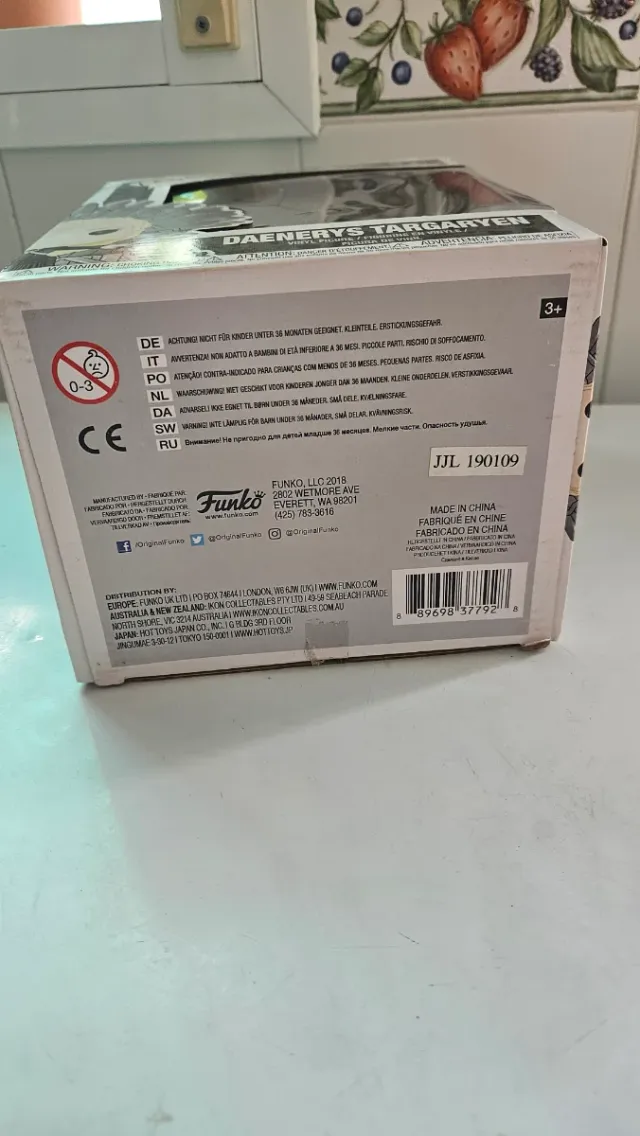 DAENERYS TARGARYEN
3+
0-3
DE ACHTUNG! NICHT FÜR KINDER UNTER 36 MONATEN GEEIGNET. KLEINTEILE. ERSTICKUNGSGEFAHR.
IT AVVERTENZA! NON ADATTO A BAMBINI DI ETÀ INFERIORE A 36 MESI. PICCOLE PARTI. RISCHIO DI SOFFOCAMENTO.
PO ATENÇÃO! CONTRA-INDICADO PARA CRIANÇAS COM MENOS DE 36 MESES. PEQUENAS PARTES. RISCO DE ASFIXIA.
NL WAARSCHUWING! NIET GESCHIKT VOOR KINDEREN JONGER DAN 36 MAANDEN. KLEINE ONDERDELEN. VERSTIKKINGSGEVAAR.
DA ADVARSEL! IKKE EGNET TIL BØRN UNDER 36 MÅNEDER. SMÅ DELE. KVÆLNINGSFARE.
SW VARNING! INTE LÄMPLIG FÖR BARN UNDER 36 MÅNADER. SMÅ DELAR. KVÄVNINGSRISK.
RU Внимание! Не пригодно для детей младше 36 месяцев. Мелкие части. Опасность удушья.
CE
JJL 190109
MANUFACTURED BY · FABRIQUÉ PAR
Funko
www.funko.com
FUNKO, LLC 2018
2802 WETMORE AVE
EVERETT, WA 98201
(425) 783-3616
/OriginalFunko @OriginalFunko @OriginalFunko
MADE IN CHINA
FABRIQUÉ EN CHINE
FABRICADO EN CHINA
DISTRIBUTION BY:
EUROPE: FUNKO UK LTD | PO BOX 74644 | LONDON, W6 6JW (UK) | WWW.FUNKO.COM
AUSTRALIA & NEW ZEALAND: IKON COLLECTABLES PTY LTD / 49-59 SEABEACH PARADE
NORTH SHORE, VIC 3214 AUSTRALIA | WWW.IKONCOLLECTABLES.COM.AU
JAPAN: HOT TOYS JAPAN CO., INC. | G BLDG 3RD FLOOR
JINGUMAE 3-30-12 | TOKYO 150-0001 | WWW.HOTTOYS.JP
8 89698 37792 8